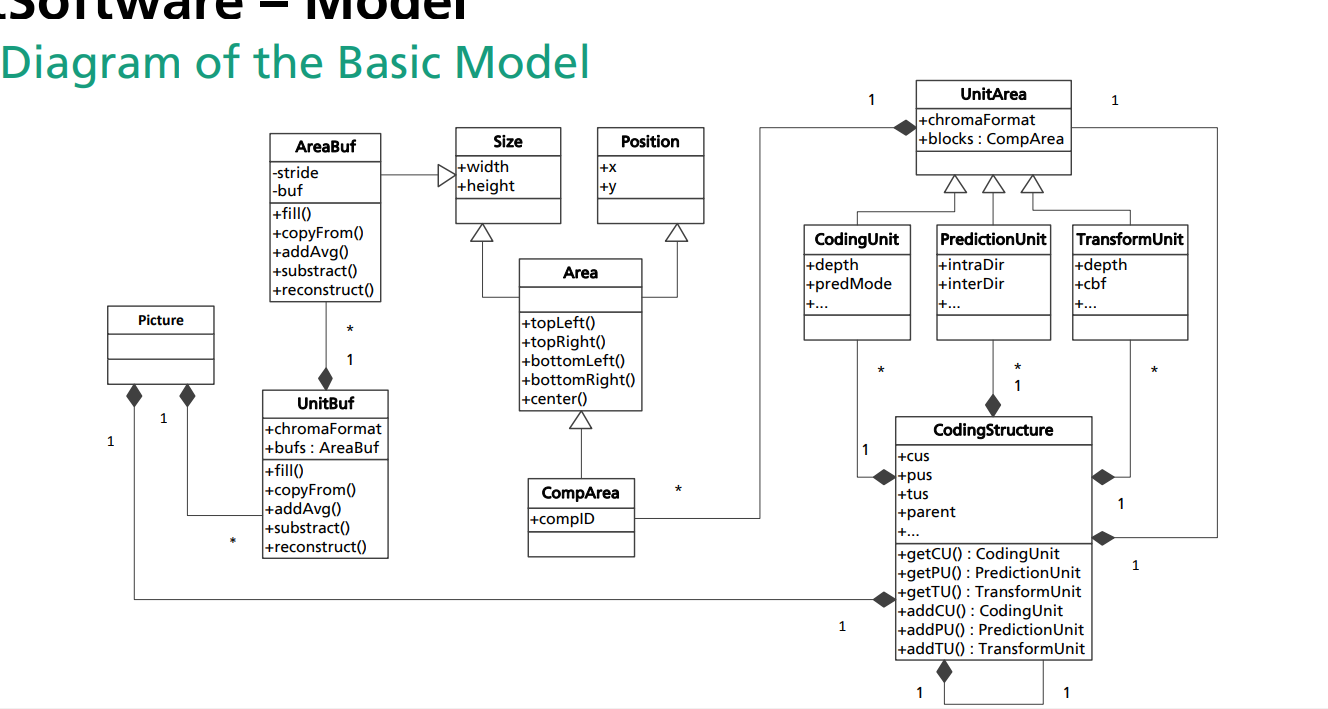 tSoftware – Model
Diagram of the Basic Model
AreaBuf
-stride
-buf
+fill()
+copyFrom()
+addAvg()
+substract()
+reconstruct()
Size
+width
+height
Position
+x
+y
1
UnitArea
+chromaFormat
+blocks : CompArea
1
CodingUnit
+depth
+predMode
+...
PredictionUnit
+intraDir
+interDir
+...
TransformUnit
+depth
+cbf
+...
Area
+topLeft()
+topRight()
+bottomLeft()
+bottomRight()
+center()
Picture
*
1
1
1
UnitBuf
+chromaFormat
+bufs : AreaBuf
+fill()
+copyFrom()
+addAvg()
+substract()
+reconstruct()
*
CompArea
+compID
*
*
*
1
*
1
CodingStructure
+cus
+pus
+tus
+parent
+...
+getCU() : CodingUnit
+getPU() : PredictionUnit
+getTU() : TransformUnit
+addCU() : CodingUnit
+addPU() : PredictionUnit
+addTU() : TransformUnit
1
1
1
1
1